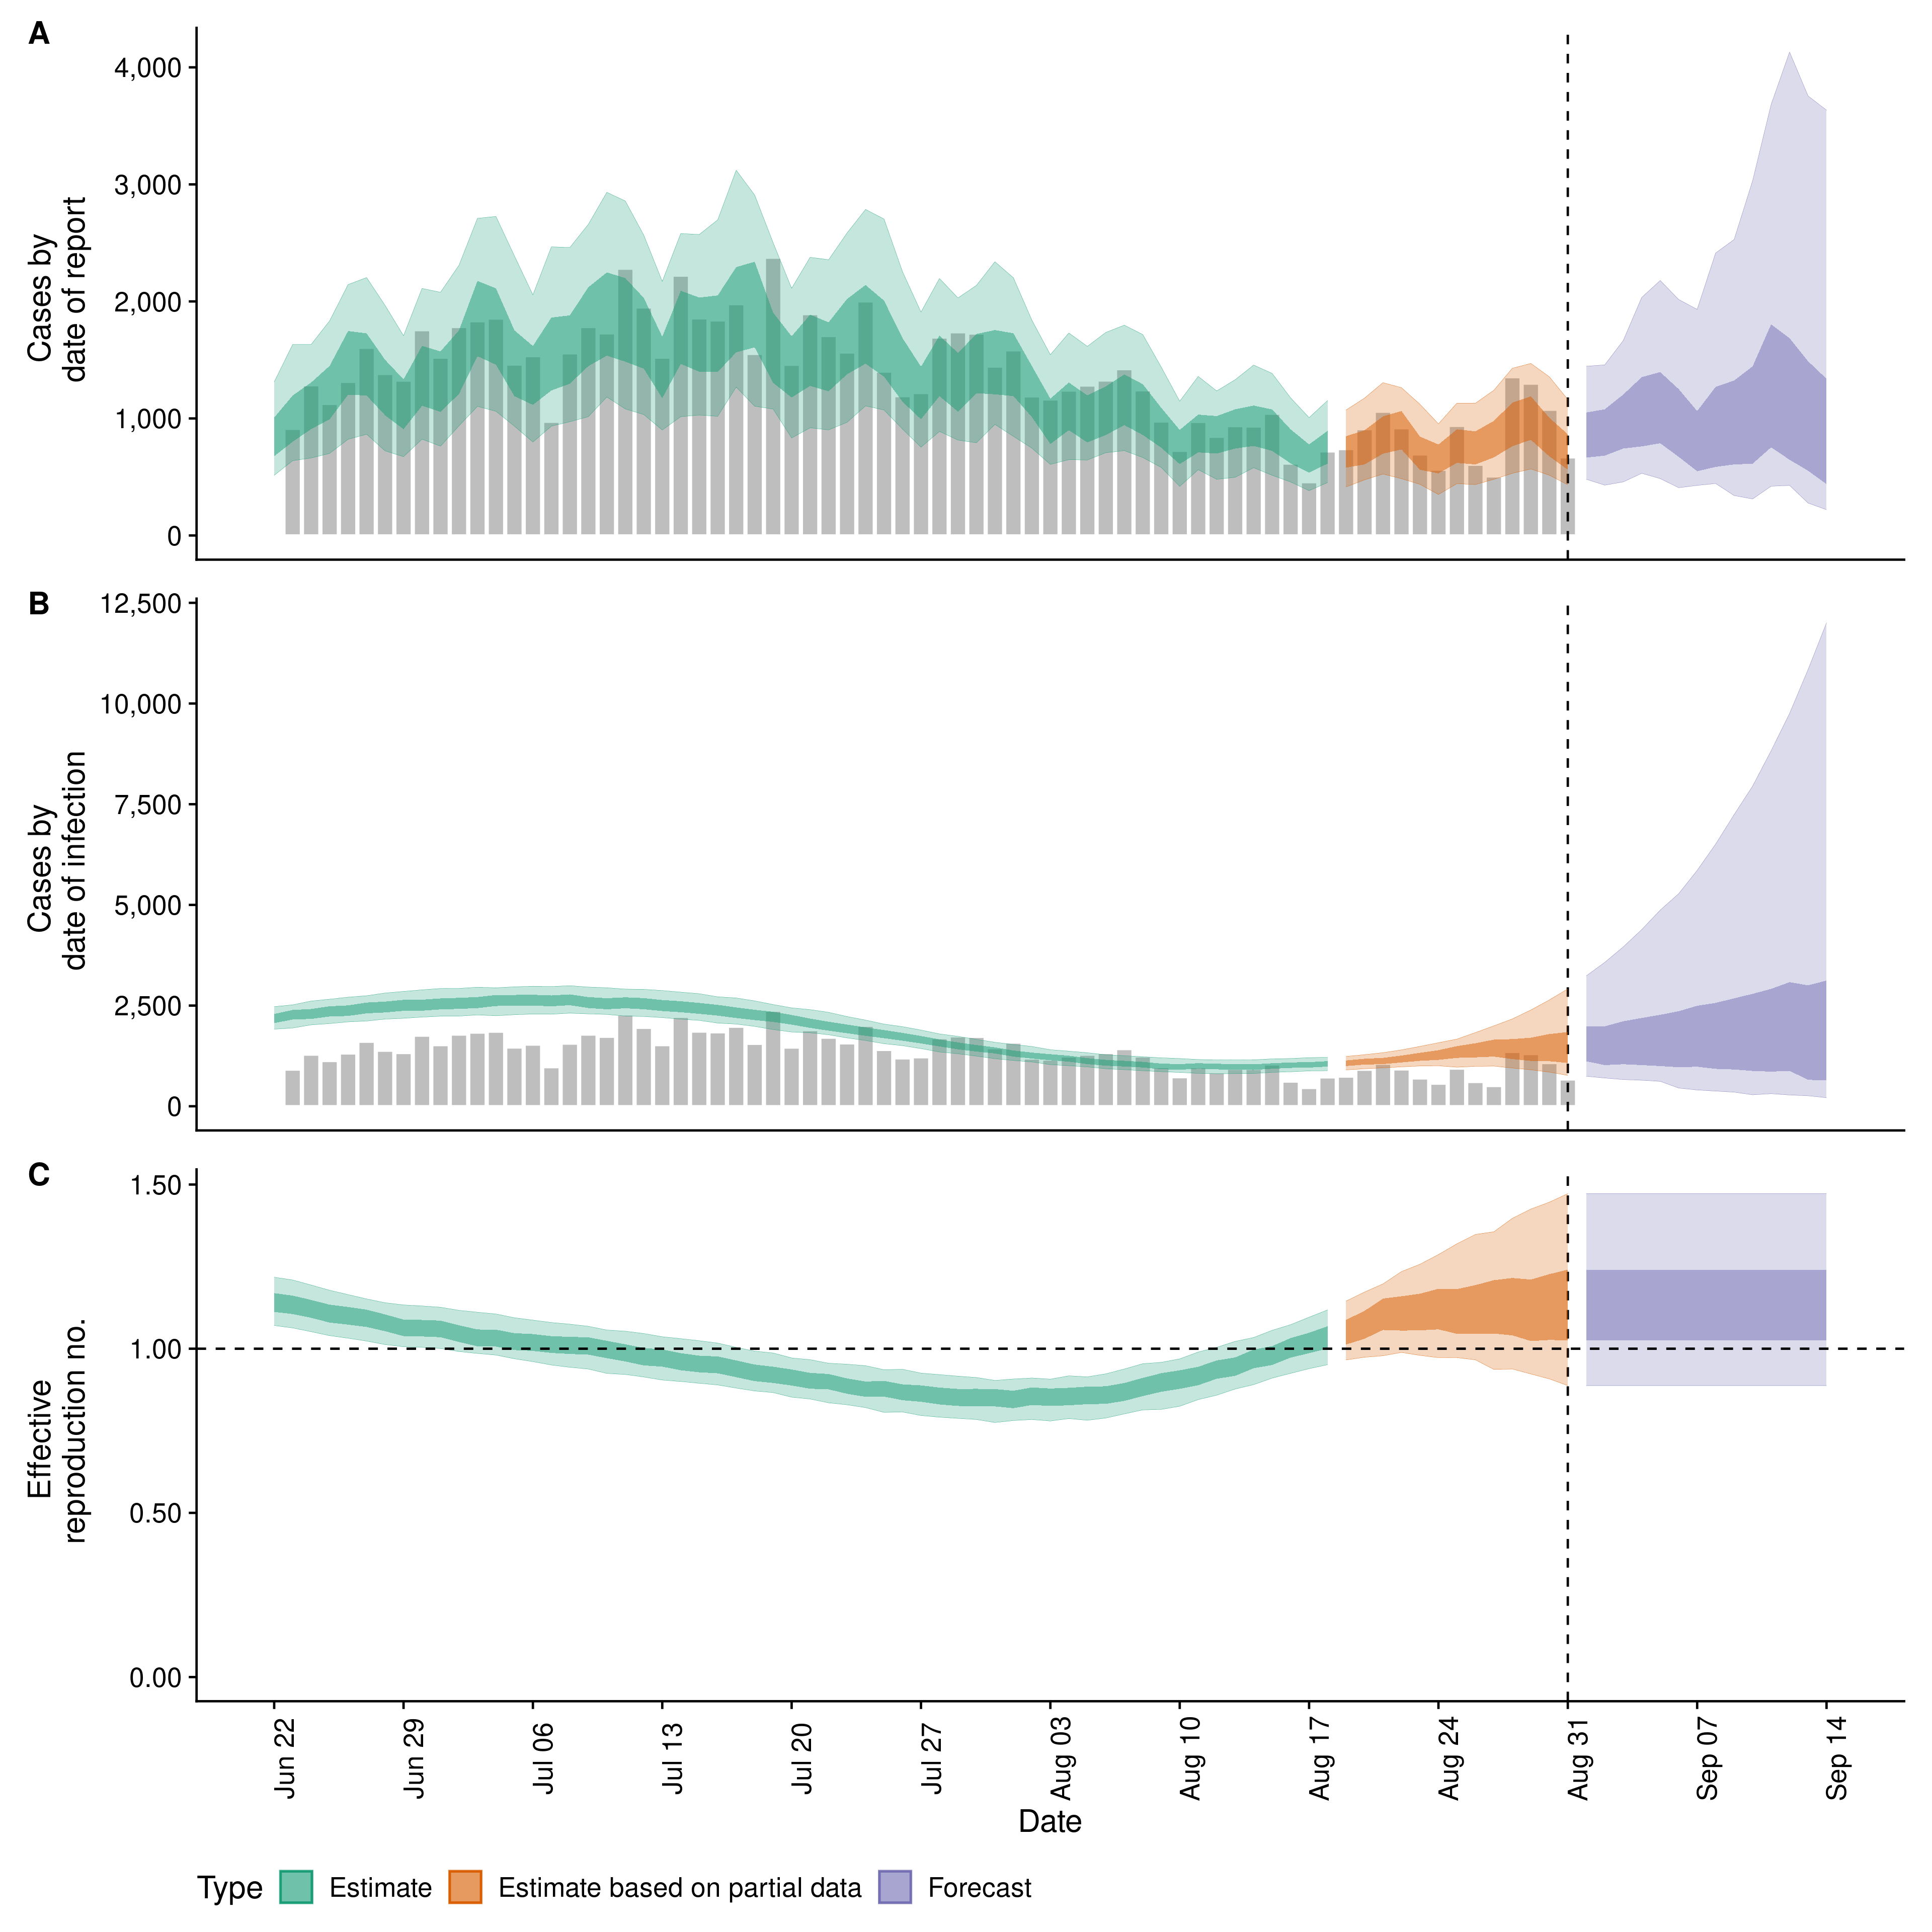 A
4,000
3,000
2,000
1,000
0
Cases by
date of report
B
12,500
10,000
7,500
5,000
2,500
0
Cases by
date of infection
C
1.50
1.00
0.50
0.00
Effective
reproduction no.
Jun 22
Jun 29
Jul 06
Jul 13
Jul 20
Jul 27
Aug 03
Aug 10
Aug 17
Aug 24
Aug 31
Sep 07
Sep 14
Date
Type Estimate Estimate based on partial data Forecast